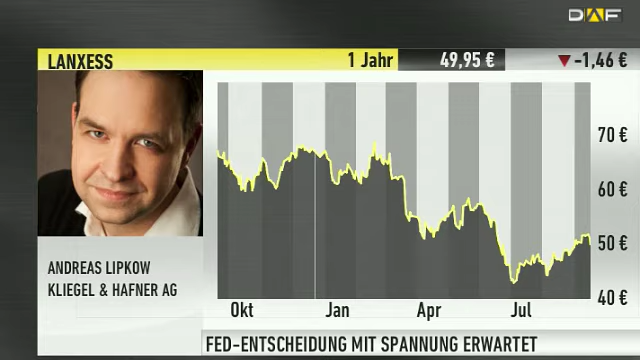 DAF
LANXESS 1 Jahr 49,95 € -1,46 €
70 €
60 €
50 €
40 €
Okt Jan Apr Jul
ANDREAS LIPKOW
KLIEGEL & HAFNER AG
FED-ENTSCHEIDUNG MIT SPANNUNG ERWARTET